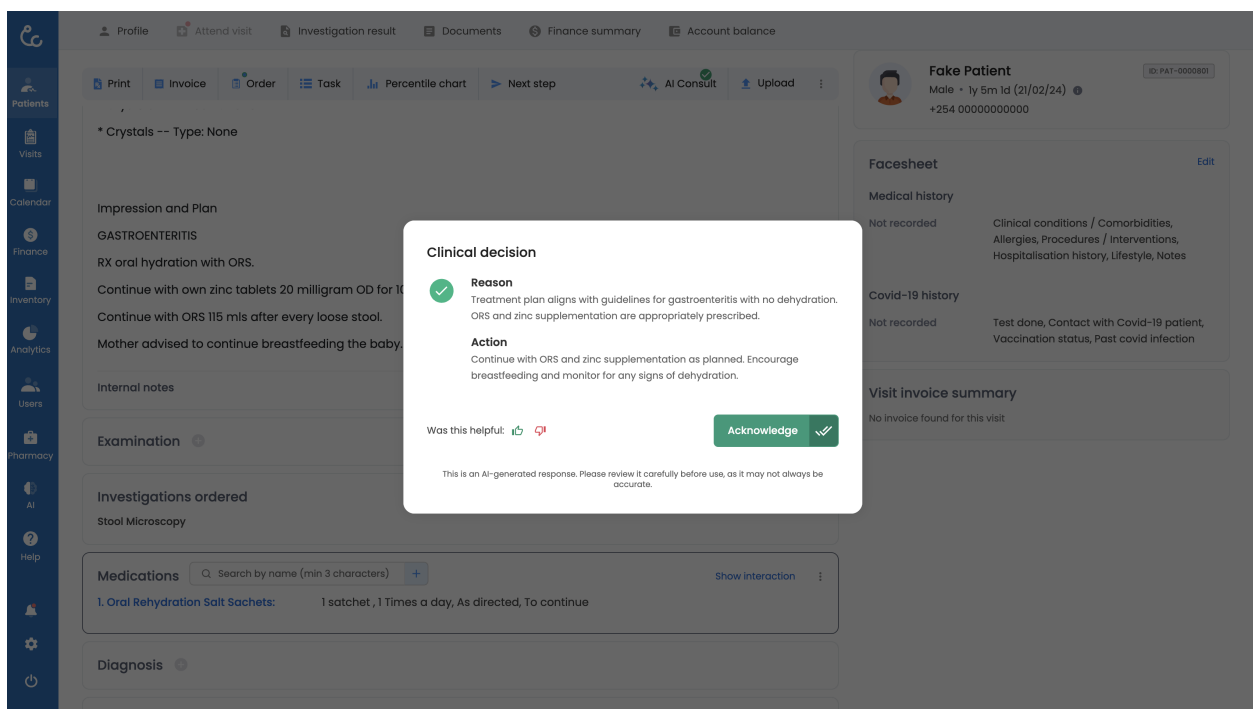 Profile
Attend visit
Investigation result
Documents
Finance summary
Account balance
Patients
Visits
Calendar
Finance
Inventory
Analytics
Users
Pharmacy
AI
Help
Print
Invoice
Order
Task
Percentile chart
Next step
AI Consult
Upload
* Crystals -- Type: None
Impression and Plan
GASTROENTERITIS
RX oral hydration with ORS.
Continue with own zinc tablets 20 milligram OD for 10
Continue with ORS 115 mls after every loose stool.
Mother advised to continue breastfeeding the baby.
Internal notes
Examination
Investigations ordered
Stool Microscopy
Medications
Search by name (min 3 characters)
+
Show interaction
1. Oral Rehydration Salt Sachets:
1 satchet , 1 Times a day, As directed, To continue
Diagnosis
Clinical decision
Reason
Treatment plan aligns with guidelines for gastroenteritis with no dehydration.
ORS and zinc supplementation are appropriately prescribed.
Action
Continue with ORS and zinc supplementation as planned. Encourage
breastfeeding and monitor for any signs of dehydration.
Was this helpful:
Acknowledge
This is an AI-generated response. Please review it carefully before use, as it may not always be
accurate.
Fake Patient
ID: PAT-0000801
Male • 1y 5m 1d (21/02/24)
+254 00000000000
Facesheet
Edit
Medical history
Not recorded
Clinical conditions / Comorbidities,
Allergies, Procedures / Interventions,
Hospitalisation history, Lifestyle, Notes
Covid-19 history
Not recorded
Test done, Contact with Covid-19 patient,
Vaccination status, Past covid infection
Visit invoice summary
No invoice found for this visit